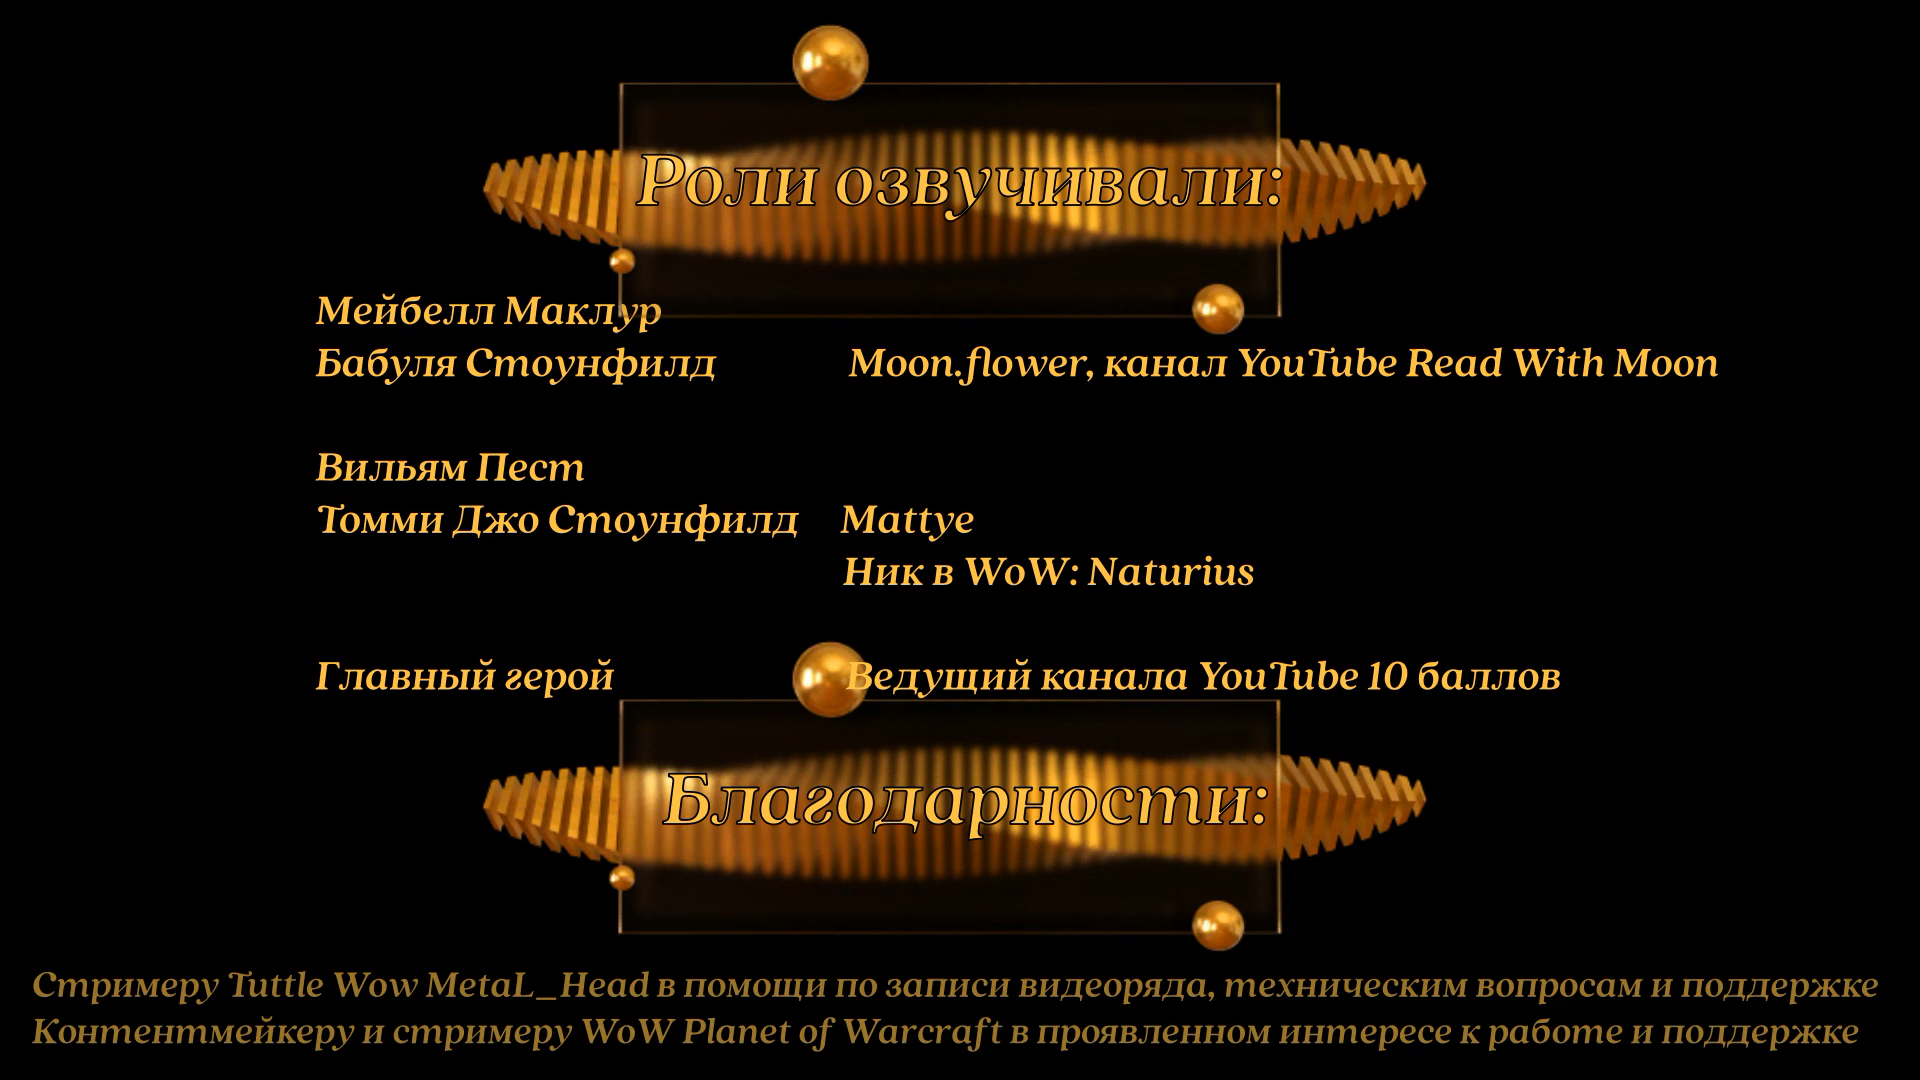 Роли озвучивали:
Мейбелл Маклур
Бабуля Стоунфилд Moon.flower, канал YouTube Read With Moon
Вильям Пест
Томми Джо Стоунфилд Mattye
Ник в WoW: Naturius
Главный герой Ведущий канала YouTube 10 баллов
Благодарности:
Стримеру Tuttle Wow MetaL_Head в помощи по записи видеоряда, техническим вопросам и поддержке
Контентмейкеру и стримеру WoW Planet of Warcraft в проявленном интересе к работе и поддержке